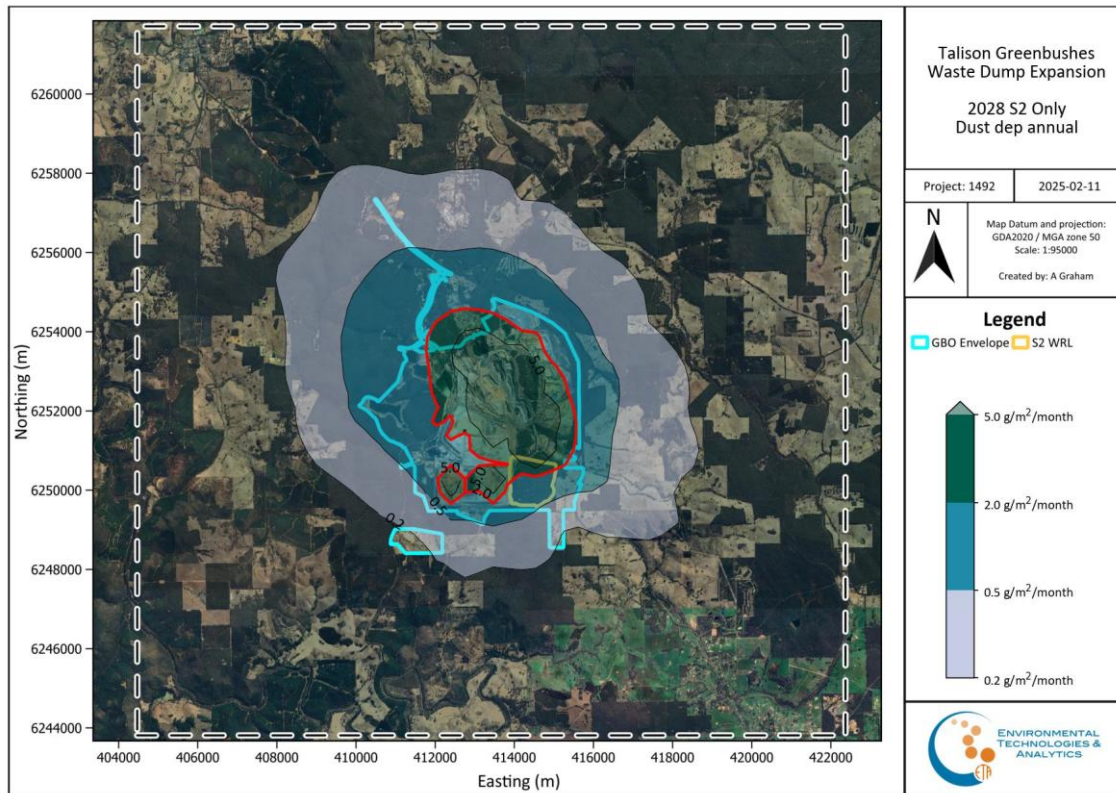 Talison Greenbushes
Waste Dump Expansion
2028 S2 Only
Dust dep annual
Project: 1492
2025-02-11
N
Map Datum and projection:
GDA2020 / MGA zone 50
Scale: 1:95000
Created by: A Graham
Legend
GBO Envelope
S2 WRL
5.0 g/m²/month
2.0 g/m²/month
0.5 g/m²/month
0.2 g/m²/month
ENVIRONMENTAL
TECHNOLOGIES &
ANALYTICS
ETA
Northing (m)
6260000
6258000
6256000
6254000
6252000
6250000
6248000
6246000
6244000
5.0
5.0
2.0
0.5
0.2
404000 406000 408000 410000 412000 414000 416000 418000 420000 422000
Easting (m)